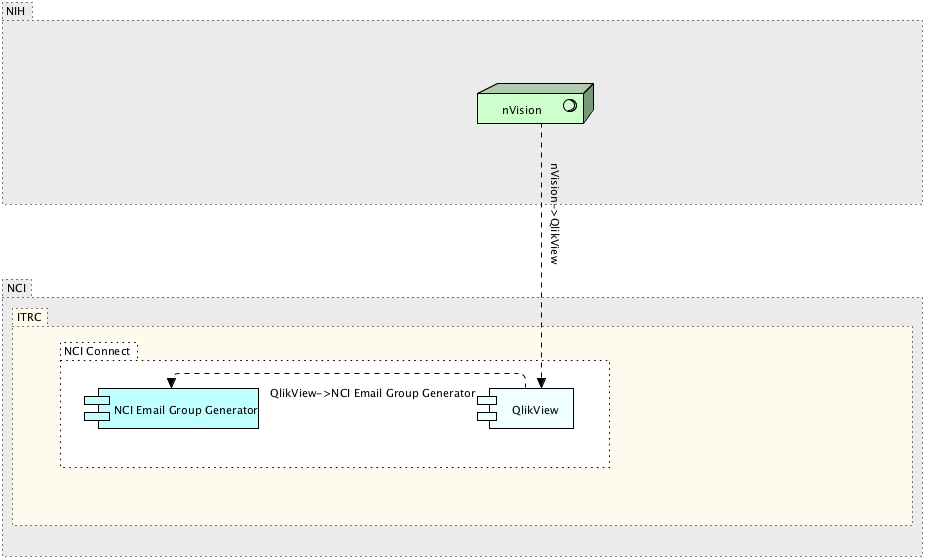 NIH
nVision
nVision->QlikView
NCI
ITRC
NCI Connect
QlikView->NCI Email Group Generator
NCI Email Group Generator
QlikView